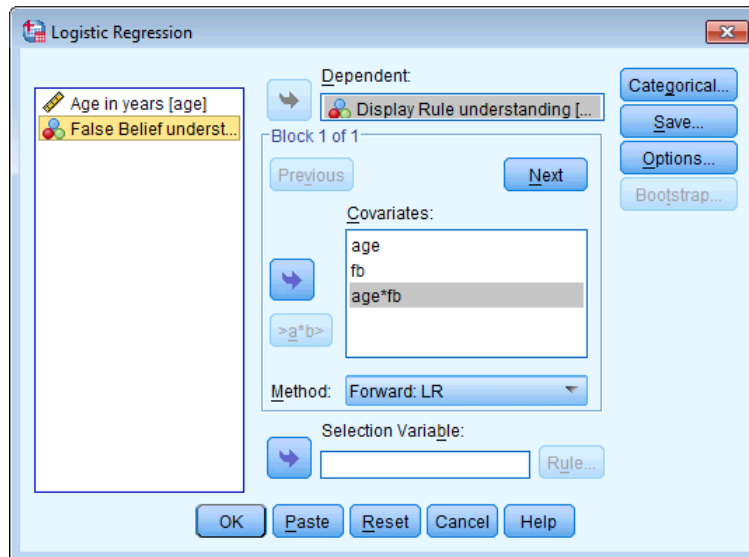 Logistic Regression
Age in years [age]
False Belief underst...
Dependent:
Display Rule understanding [...
Block 1 of 1
Previous
Next
Covariates:
age
fb
age*fb
>a*b>
Method:
Forward: LR
Selection Variable:
Rule...
Categorical...
Save...
Options...
Bootstrap...
OK
Paste
Reset
Cancel
Help